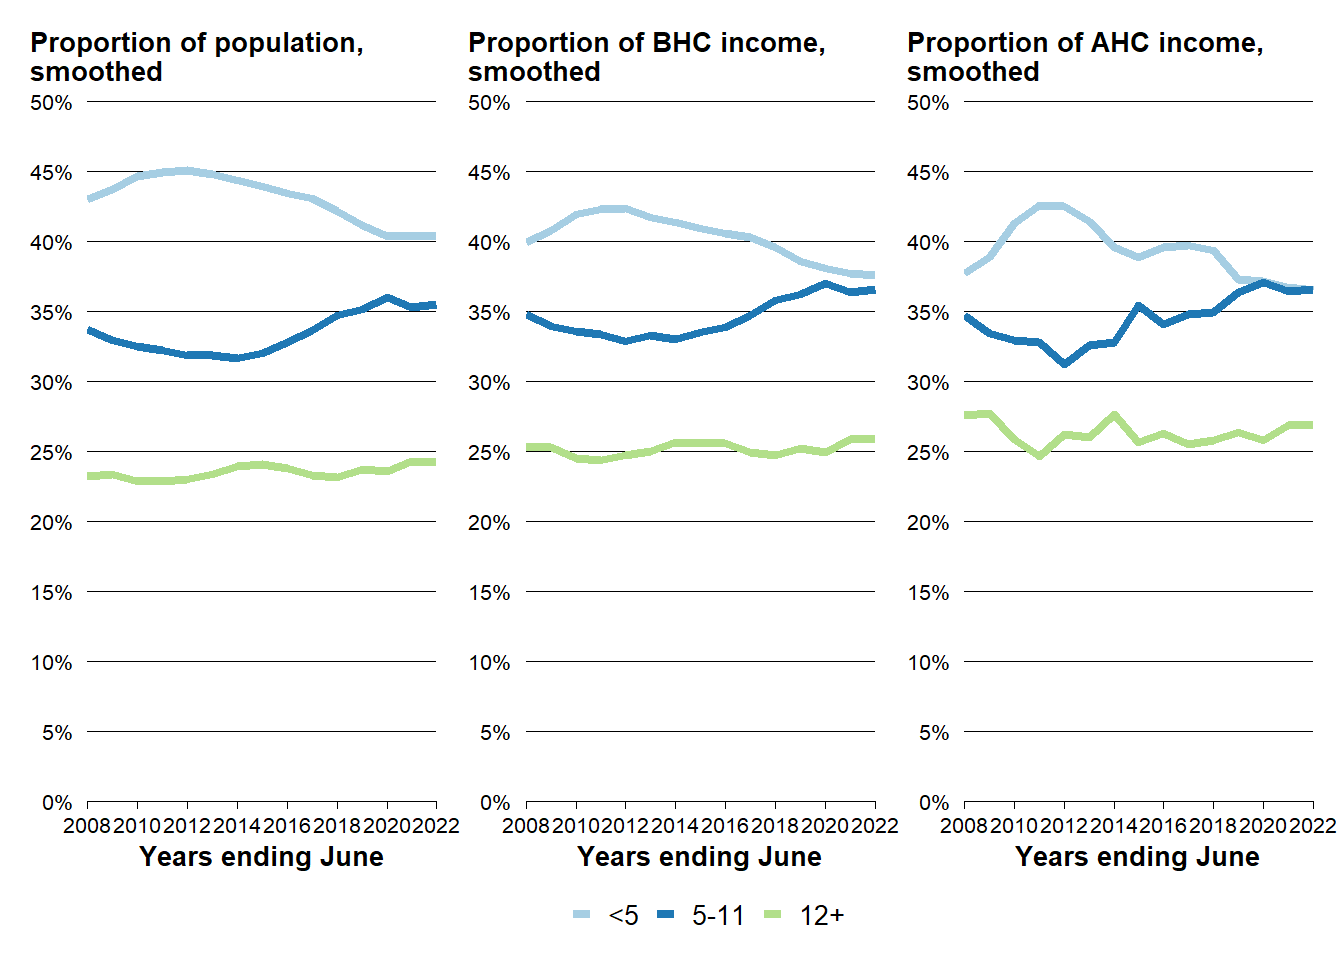 Proportion of population,
smoothed
50%
45%
40%
35%
30%
25%
20%
15%
10%
5%
0%
2008 2010 2012 2014 2016 2018 2020 2022
Years ending June
Proportion of BHC income,
smoothed
50%
45%
40%
35%
30%
25%
20%
15%
10%
5%
0%
2008 2010 2012 2014 2016 2018 2020 2022
Years ending June
Proportion of AHC income,
smoothed
50%
45%
40%
35%
30%
25%
20%
15%
10%
5%
0%
2008 2010 2012 2014 2016 2018 2020 2022
Years ending June
<5 5-11 12+